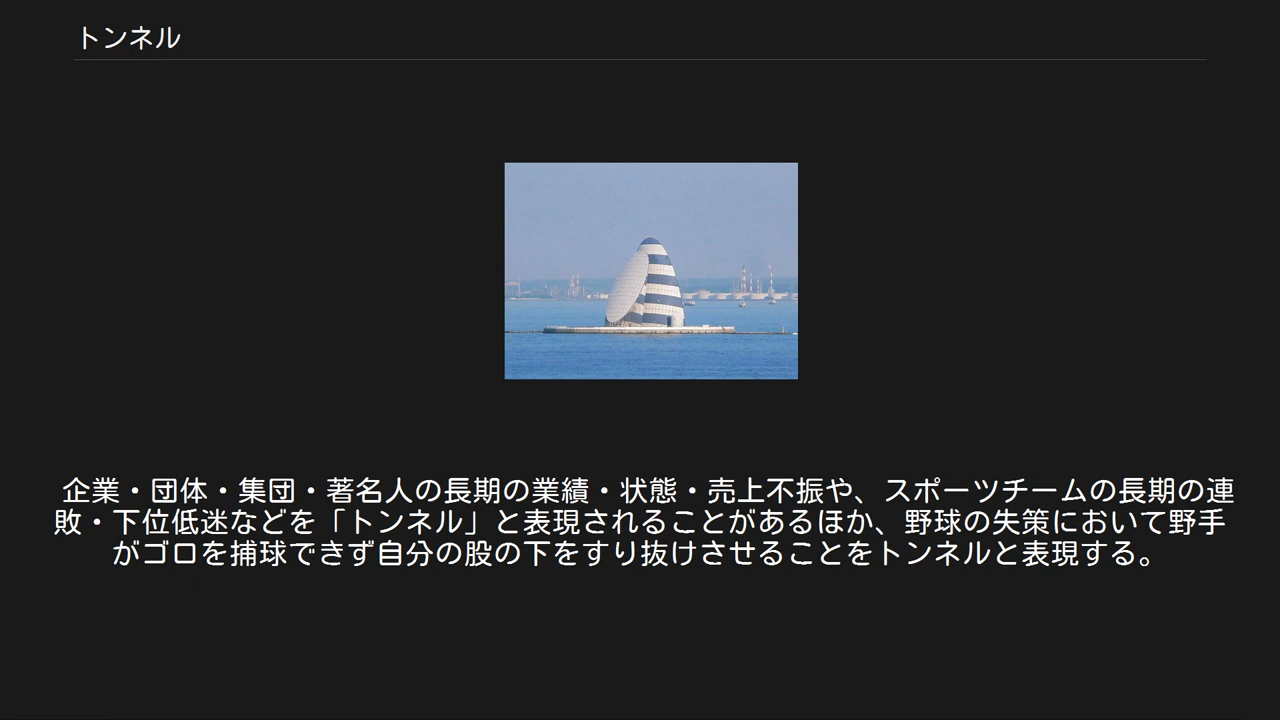 トンネル
企業・団体・集団・著名人の長期の業績・状態・売上不振や、スポーツチームの長期の連
敗・下位低迷などを「トンネル」と表現されることがあるほか、野球の失策において野手
がゴロを捕球できず自分の股の下をすり抜けさせることをトンネルと表現する。